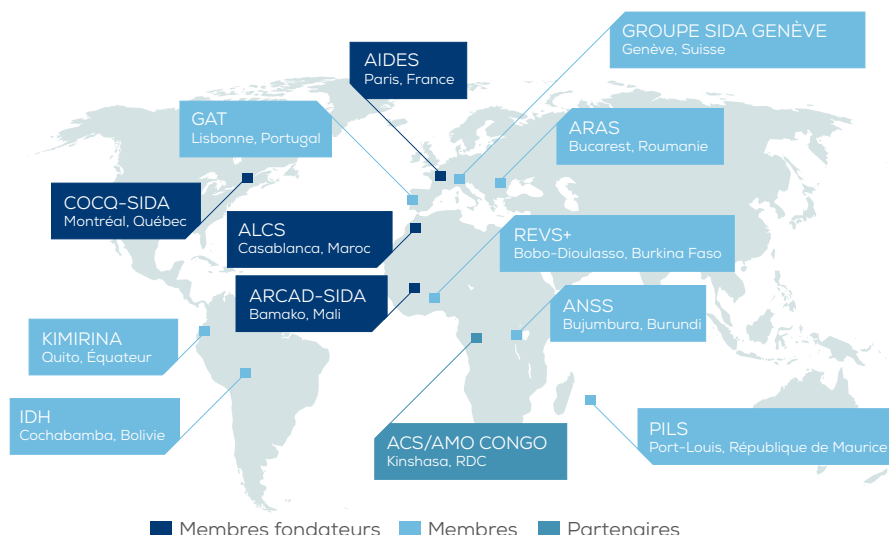 GROUPE SIDA GENÈVE
Genève, Suisse
AIDES
Paris, France
GAT
Lisbonne, Portugal
ARAS
Bucarest, Roumanie
COCQ-SIDA
Montréal, Québec
ALCS
Casablanca, Maroc
REVS+
Bobo-Dioulasso, Burkina Faso
ARCAD-SIDA
Bamako, Mali
ANSS
Bujumbura, Burundi
KIMIRINA
Quito, Équateur
IDH
Cochabamba, Bolivie
ACS/AMO CONGO
Kinshasa, RDC
PILS
Port-Louis, République de Maurice
Membres fondateurs Membres Partenaires